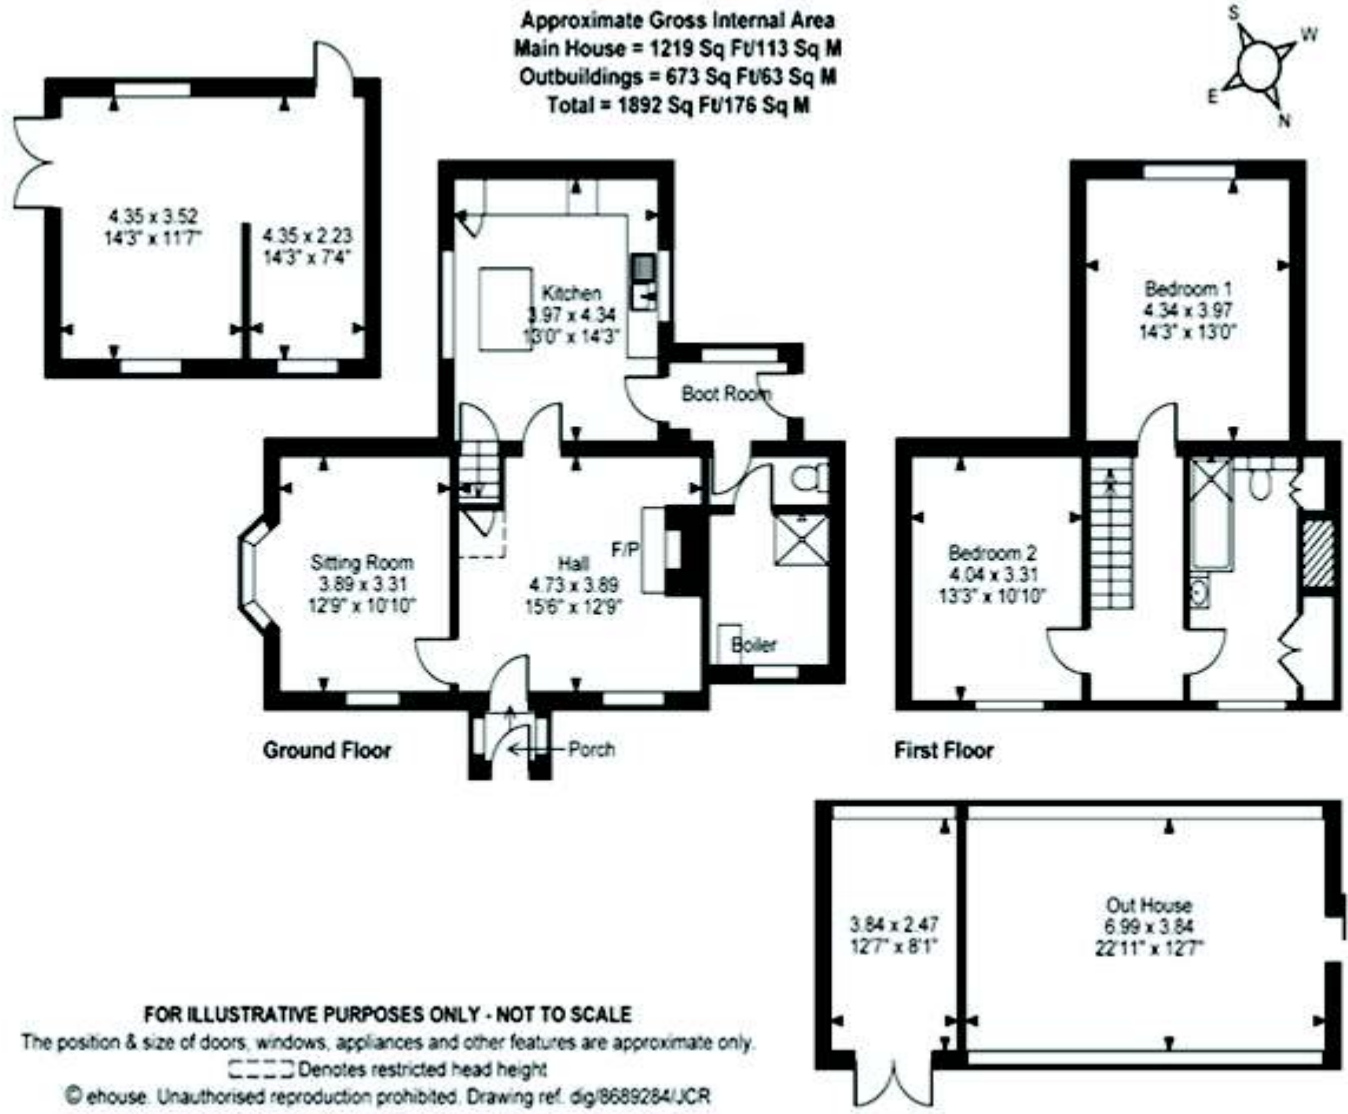 Approximate Gross Internal Area
Main House = 1219 Sq Ft/113 Sq M
Outbuildings = 673 Sq Ft/63 Sq M
Total = 1892 Sq Ft/176 Sq M
S
W
E
N
4.35 x 3.52
14'3" x 11'7"
4.35 x 2.23
14'3" x 7'4"
Kitchen
3.97 x 4.34
13'0" x 14'3"
Boot Room
Bedroom 1
4.34 x 3.97
14'3" x 13'0"
Sitting Room
3.89 x 3.31
12'9" x 10'10"
F/P
Hall
4.73 x 3.89
15'6" x 12'9"
Boiler
Bedroom 2
4.04 x 3.31
13'3" x 10'10"
Ground Floor
Porch
First Floor
3.84 x 2.47
12'7" x 8'1"
Out House
6.99 x 3.84
22'11" x 12'7"
FOR ILLUSTRATIVE PURPOSES ONLY - NOT TO SCALE
The position & size of doors, windows, appliances and other features are approximate only.
Denotes restricted head height
© ehouse. Unauthorised reproduction prohibited. Drawing ref. dig/8689284/JCR